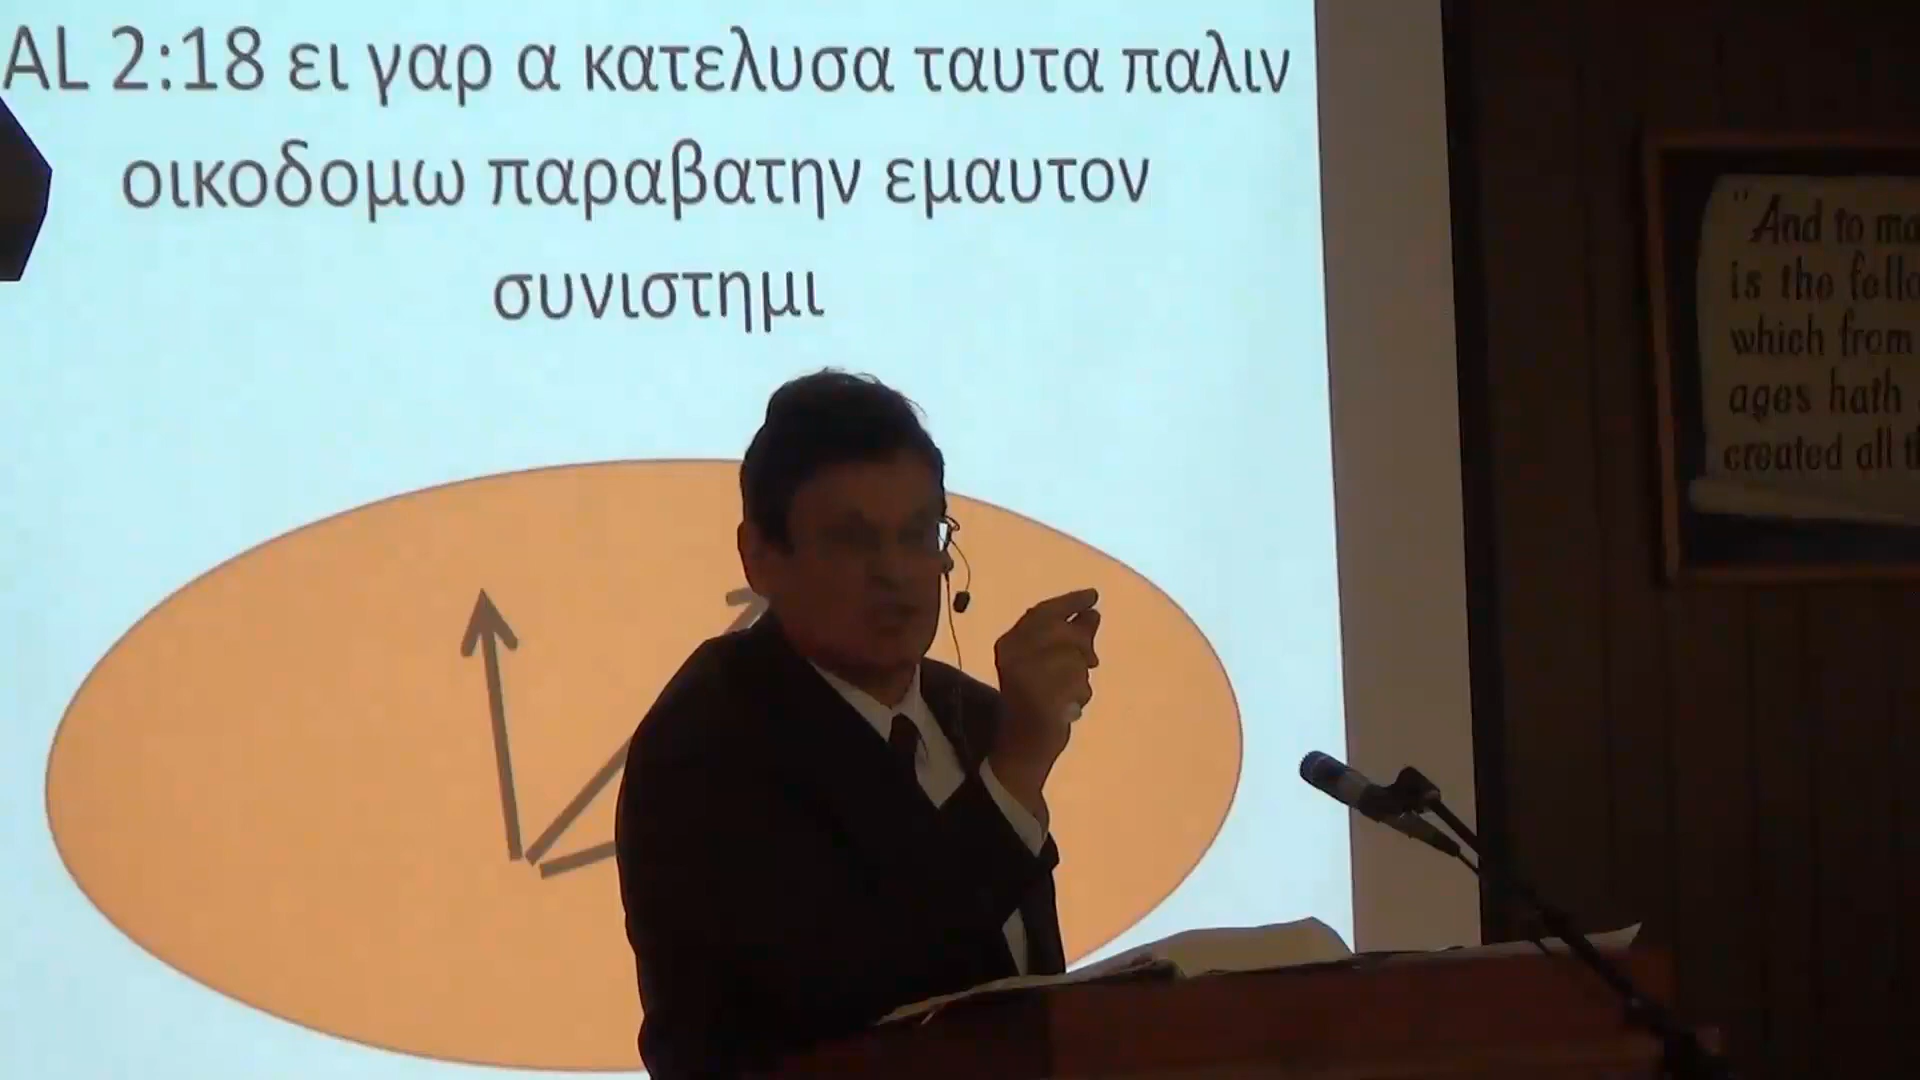 AL 2:18 ει γαρ α κατελυσα ταυτα παλιν
οικοδομω παραβατην εμαυτον
συνιστημι
"And to ma
is the fello
which from
ages hath
created all t